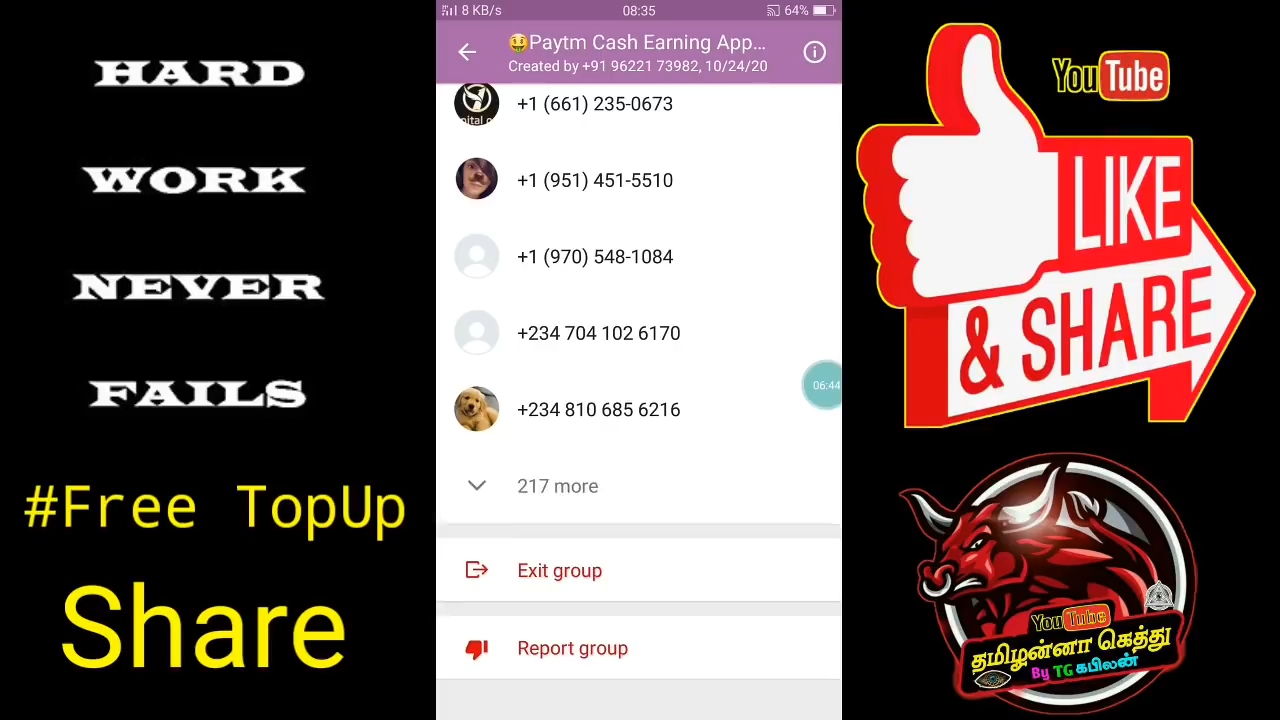 HARD
WORK
NEVER
FAILS
#Free TopUp
Share
8 KB/s
08:35
64%
🤑Paytm Cash Earning App...
Created by +91 96221 73982, 10/24/20
+1 (661) 235-0673
+1 (951) 451-5510
+1 (970) 548-1084
+234 704 102 6170
+234 810 685 6216
06:44
217 more
Exit group
Report group
YouTube
LIKE
& SHARE
YouTube
தமிழன்னா கெத்து
By TG கபிலன்